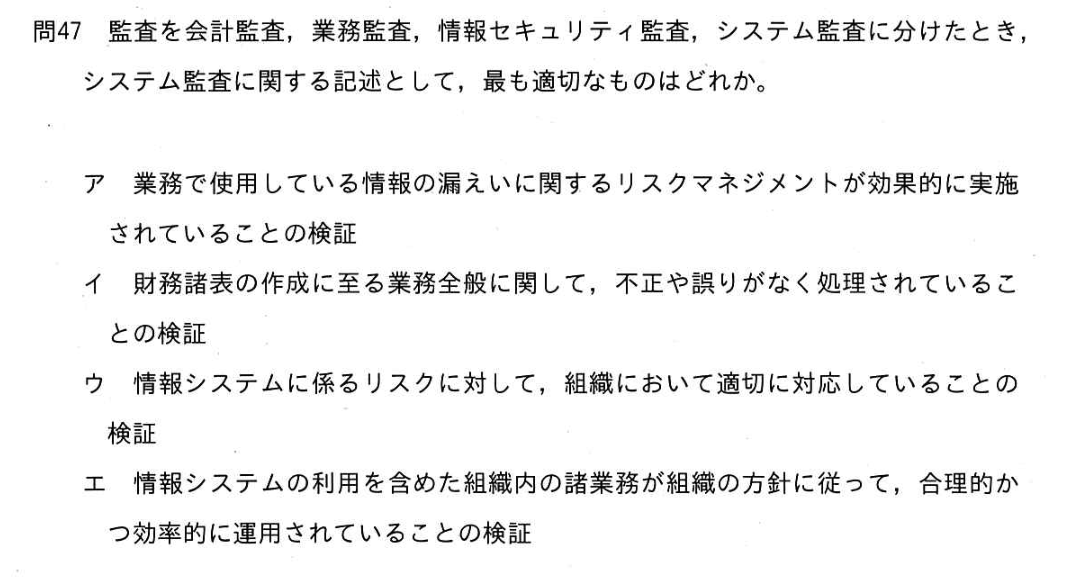 問47 監査を会計監査，業務監査，情報セキュリティ監査，システム監査に分けたとき，
システム監査に関する記述として，最も適切なものはどれか。
ア 業務で使用している情報の漏えいに関するリスクマネジメントが効果的に実施
されていることの検証
イ 財務諸表の作成に至る業務全般に関して，不正や誤りがなく処理されているこ
との検証
ウ 情報システムに係るリスクに対して，組織において適切に対応していることの
検証
エ 情報システムの利用を含めた組織内の諸業務が組織の方針に従って，合理的か
つ効率的に運用されていることの検証